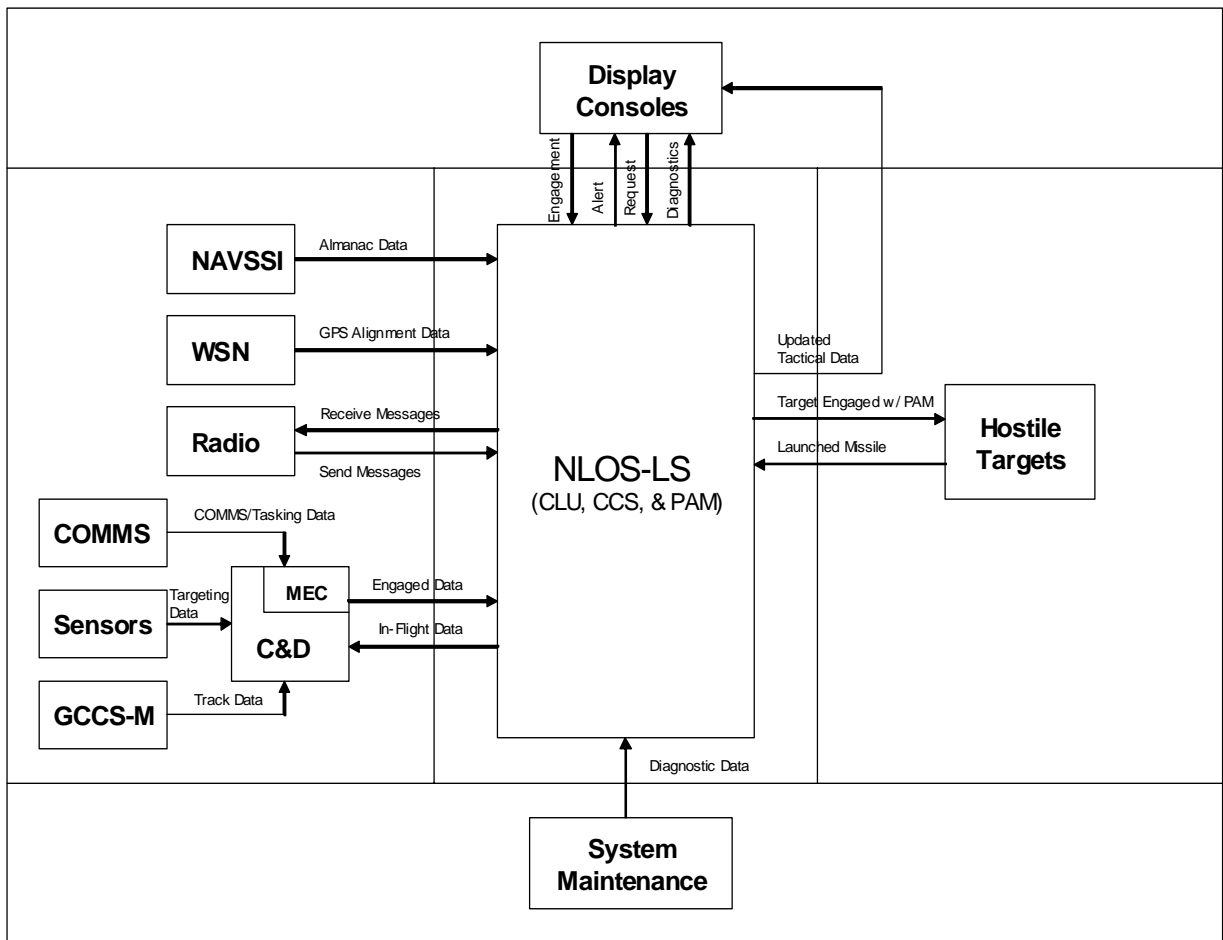 Display
Consoles
Engagement
Alert
Request
Diagnostics
NAVSSI
Almanac Data
WSN
GPS Alignment Data
Updated
Tactical Data
Receive Messages
Radio
Send Messages
Target Engaged w/ PAM
Launched Missile
Hostile
Targets
NLOS-LS
(CLU, CCS, & PAM)
COMMS
COMMS/Tasking Data
MEC
Engaged Data
Targeting
Data
Sensors
C&D
In-Flight Data
GCCS-M
Track Data
Diagnostic Data
System
Maintenance